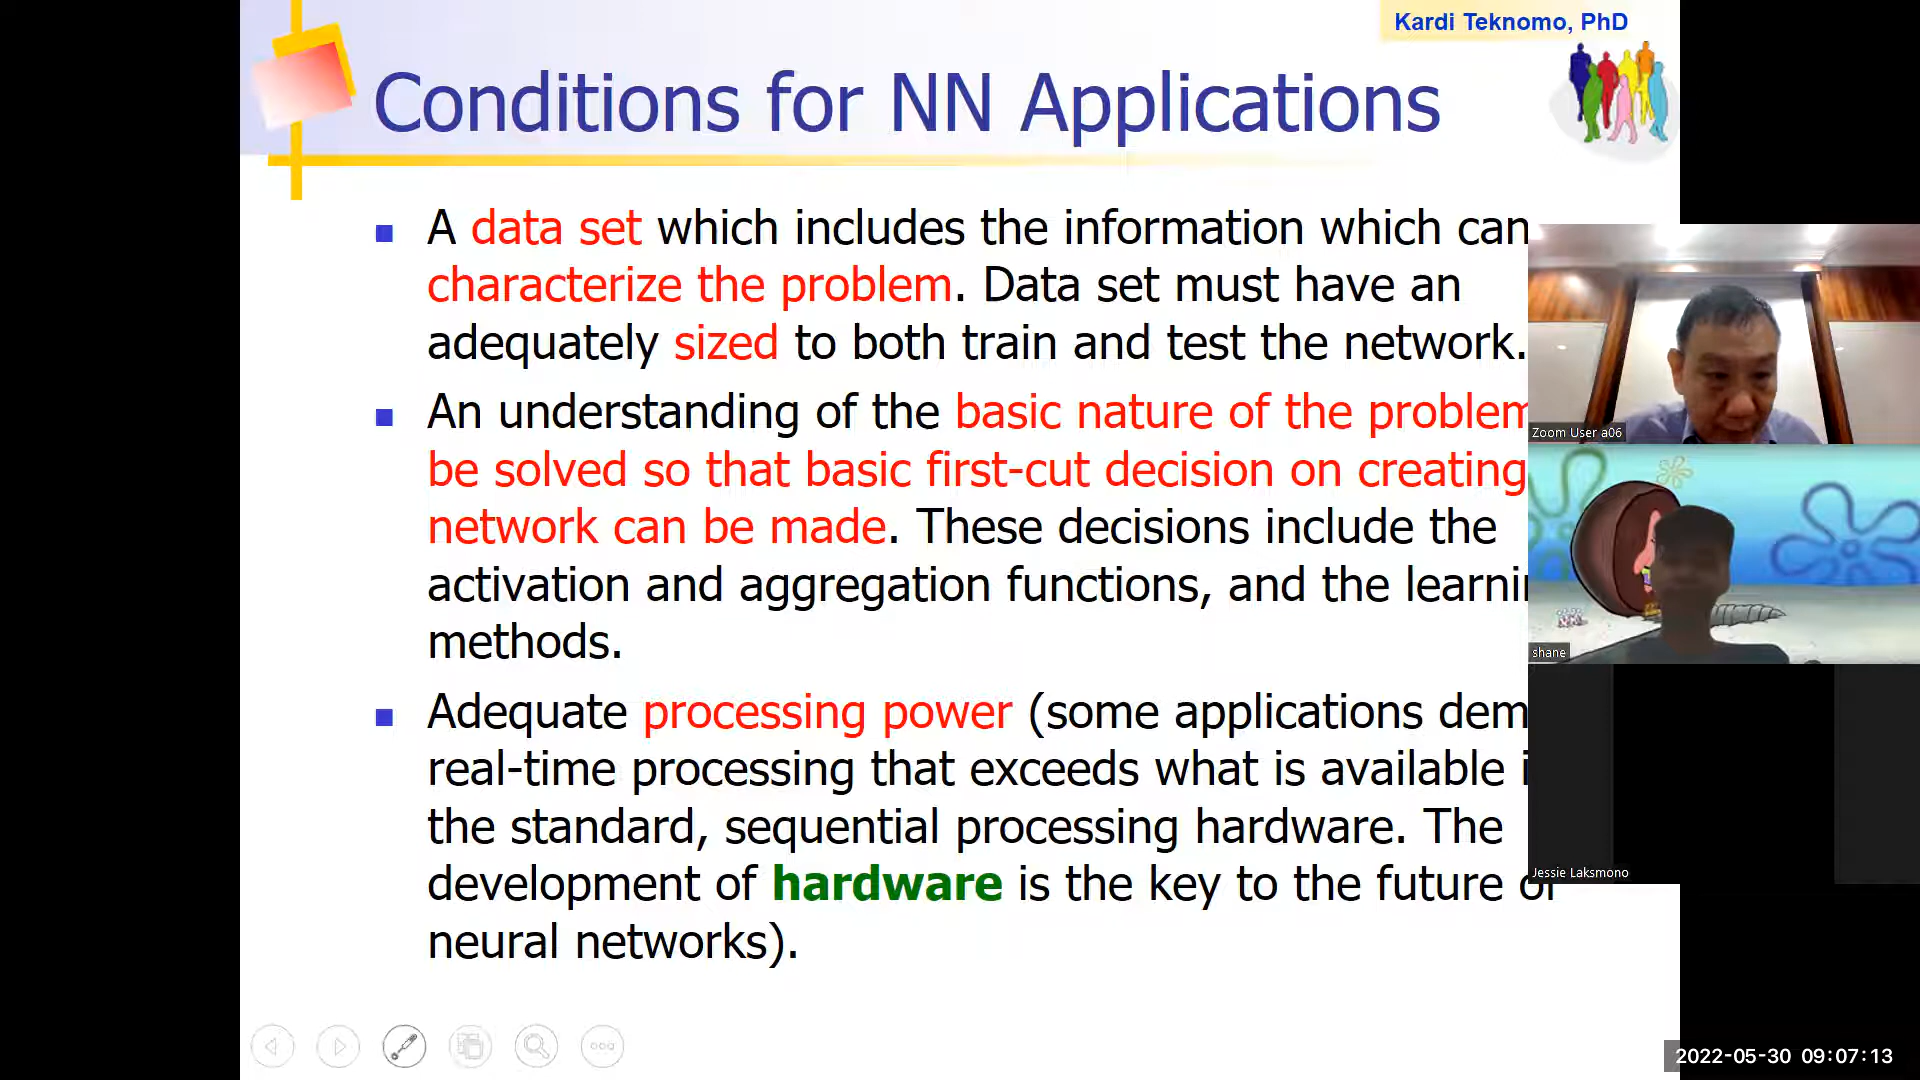 Kardi Teknomo, PhD
Conditions for NN Applications
A data set which includes the information which can
characterize the problem. Data set must have an
adequately sized to both train and test the network.
An understanding of the basic nature of the problem
be solved so that basic first-cut decision on creating
network can be made. These decisions include the
activation and aggregation functions, and the
methods.
Adequate processing power (some applications
real-time processing that exceeds what is available
the standard, sequential processing hardware. The
development of hardware is the key to the future of
neural networks).
Zoom User a06
shane
Jessie Laksmono
2022-05-30 09:07:13